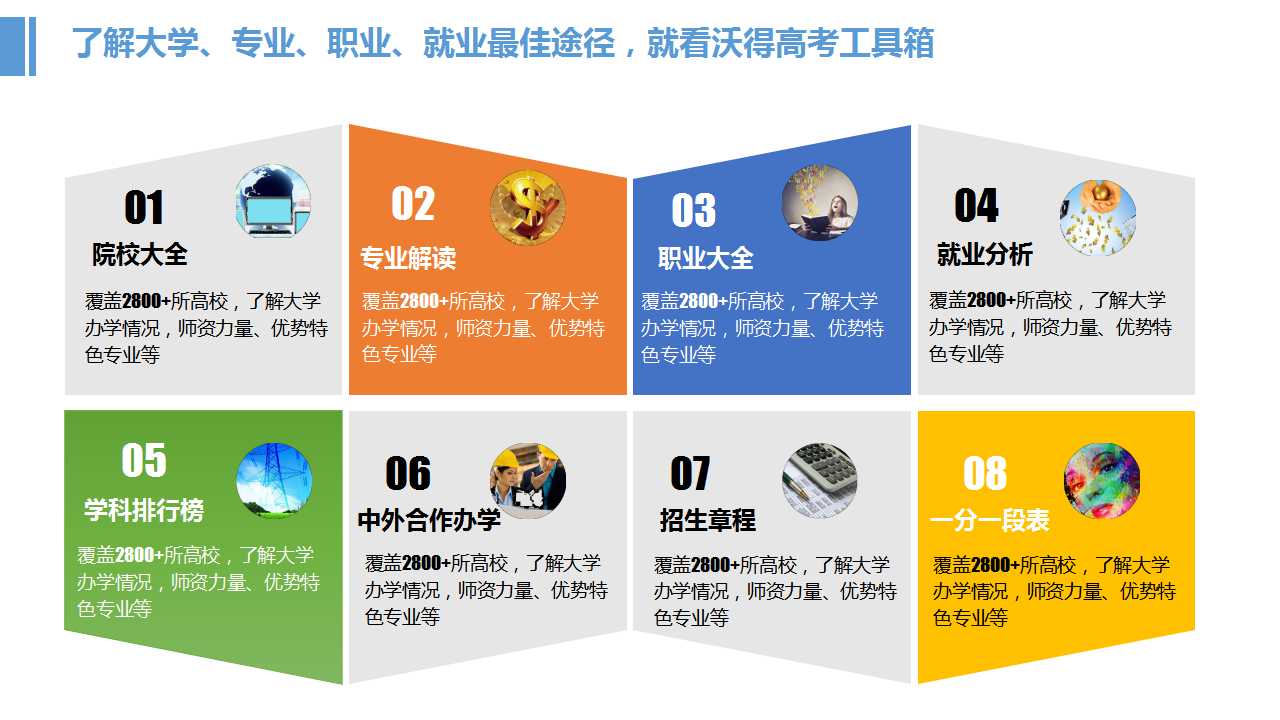 了解大学、专业、职业、就业最佳途径，就看沃得高考工具箱
01
院校大全
覆盖2800+所高校，了解大学
办学情况，师资力量、优势特
色专业等
02
专业解读
覆盖2800+所高校，了解大学
办学情况，师资力量、优势特
色专业等
03
职业大全
覆盖2800+所高校，了解大学
办学情况，师资力量、优势特
色专业等
04
就业分析
覆盖2800+所高校，了解大学
办学情况，师资力量、优势特
色专业等
05
学科排行榜
覆盖2800+所高校，了解大学
办学情况，师资力量、优势特
色专业等
06
中外合作办学
覆盖2800+所高校，了解大学
办学情况，师资力量、优势特
色专业等
07
招生章程
覆盖2800+所高校，了解大学
办学情况，师资力量、优势特
色专业等
08
一分一段表
覆盖2800+所高校，了解大学
办学情况，师资力量、优势特
色专业等